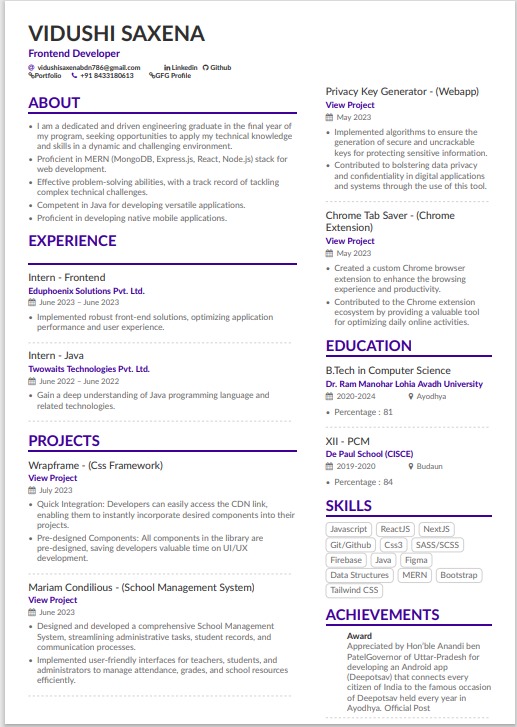 VIDUSHI SAXENA
Frontend Developer
vidushisaxenabdn786@gmail.com Linkedin Github
Portfolio +91 8433180613 GFG Profile
ABOUT
• I am a dedicated and driven engineering graduate in the final year of
my program, seeking opportunities to apply my technical knowledge
and skills in a dynamic and challenging environment.
• Proficient in MERN (MongoDB, Express.js, React, Node.js) stack for
web development.
• Effective problem-solving abilities, with a track record of tackling
complex technical challenges.
• Competent in Java for developing versatile applications.
• Proficient in developing native mobile applications.
EXPERIENCE
Intern - Frontend
Eduphoenix Solutions Pvt. Ltd.
June 2023 – June 2023
• Implemented robust front-end solutions, optimizing application
performance and user experience.
Intern - Java
Twowaits Technologies Pvt. Ltd.
June 2022 – June 2022
• Gain a deep understanding of Java programming language and
related technologies.
PROJECTS
Wrapframe - (Css Framework)
View Project
July 2023
• Quick Integration: Developers can easily access the CDN link,
enabling them to instantly incorporate desired components into their
projects.
• Pre-designed Components: All components in the library are
pre-designed, saving developers valuable time on UI/UX
development.
Mariam Condilious - (School Management System)
View Project
June 2023
• Designed and developed a comprehensive School Management
System, streamlining administrative tasks, student records, and
communication processes.
• Implemented user-friendly interfaces for teachers, students, and
administrators to manage attendance, grades, and school resources
efficiently.
Privacy Key Generator - (Webapp)
View Project
May 2023
• Implemented algorithms to ensure the
generation of secure and uncrackable
keys for protecting sensitive information.
• Contributed to bolstering data privacy
and confidentiality in digital applications
and systems through the use of this tool.
Chrome Tab Saver - (Chrome
Extension)
View Project
May 2023
• Created a custom Chrome browser
extension to enhance the browsing
experience and productivity.
• Contributed to the Chrome extension
ecosystem by providing a valuable tool
for optimizing daily online activities.
EDUCATION
B.Tech in Computer Science
Dr. Ram Manohar Lohia Avadh University
2020-2024 Ayodhya
• Percentage : 81
XII - PCM
De Paul School (CISCE)
2019-2020 Budaun
• Percentage : 84
SKILLS
Javascript ReactJS NextJS
Git/Github Css3 SASS/SCSS
Firebase Java Figma
Data Structures MERN Bootstrap
Tailwind CSS
ACHIEVEMENTS
Award
Appreciated by Hon'ble Anandi ben
PatelGovernor of Uttar-Pradesh for
developing an Android app
(Deepotsav) that connects every
citizen of India to the famous occasion
of Deepotsav held every year in
Ayodhya. Official Post